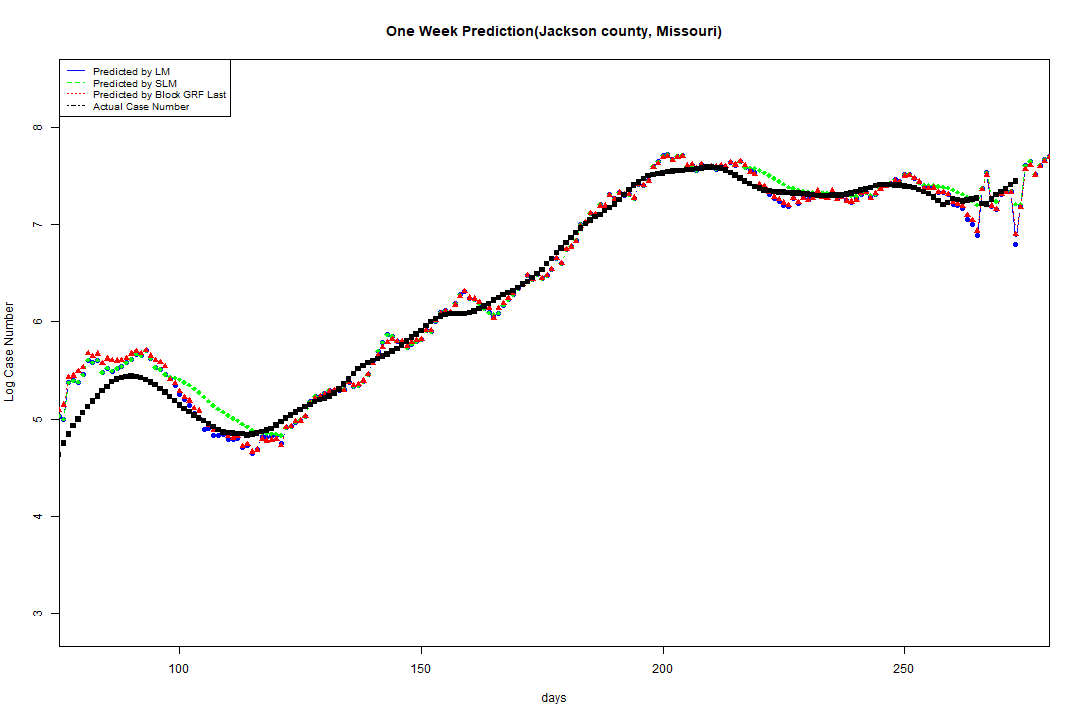 One Week Prediction(Jackson county, Missouri)
Predicted by LM
Predicted by SLM
Predicted by Block GRF Last
Actual Case Number
Log Case Number
8
7
6
5
4
3
100 150 200 250
days